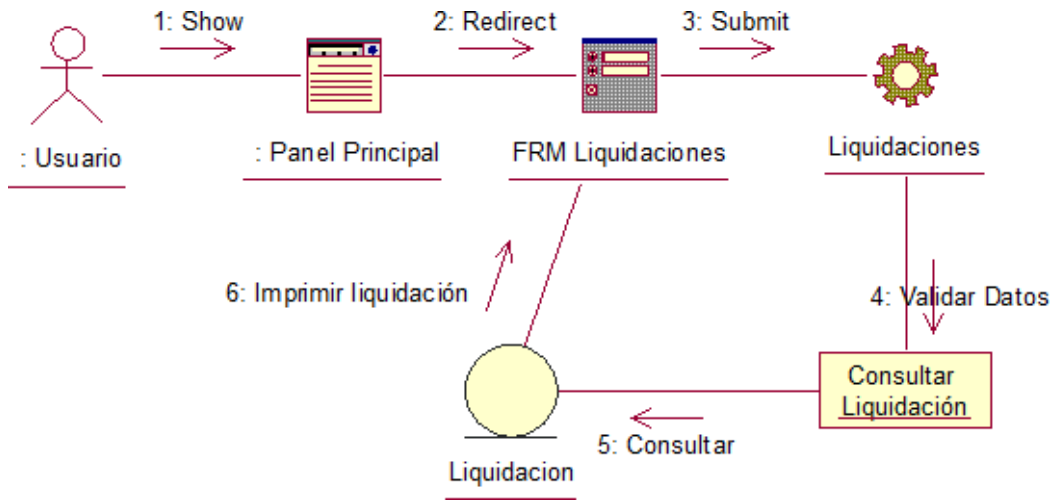 1: Show
2: Redirect
3: Submit
: Usuario
: Panel Principal
FRM Liquidaciones
Liquidaciones
6: Imprimir liquidación
4: Validar Datos
Consultar
Liquidación
5: Consultar
Liquidacion